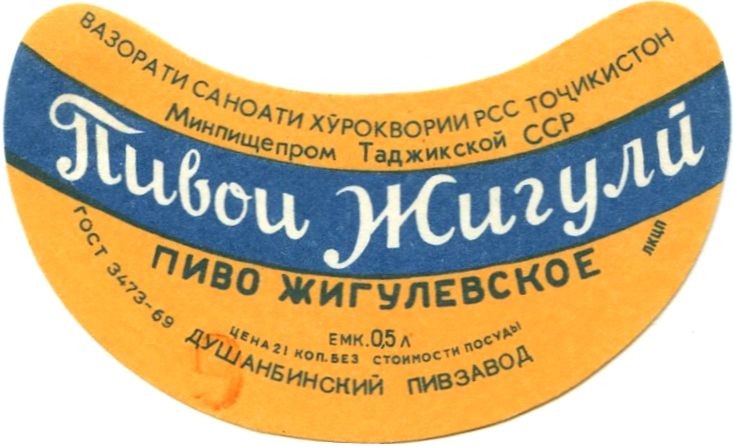 ВАЗОРАТИ САНОАТИ ХӮРОКВОРИИ РСС ТОҶИКИСТОН
Минпищепром Таджикской ССР
Пивои Жигулӣ
ПИВО ЖИГУЛЕВСКОЕ
ГОСТ 3473-69
ЛКЦП
ЕМК. 0,5 Л
ЦЕНА 21 КОП. БЕЗ СТОИМОСТИ ПОСУДЫ
ДУШАНБИНСКИЙ ПИВЗАВОД